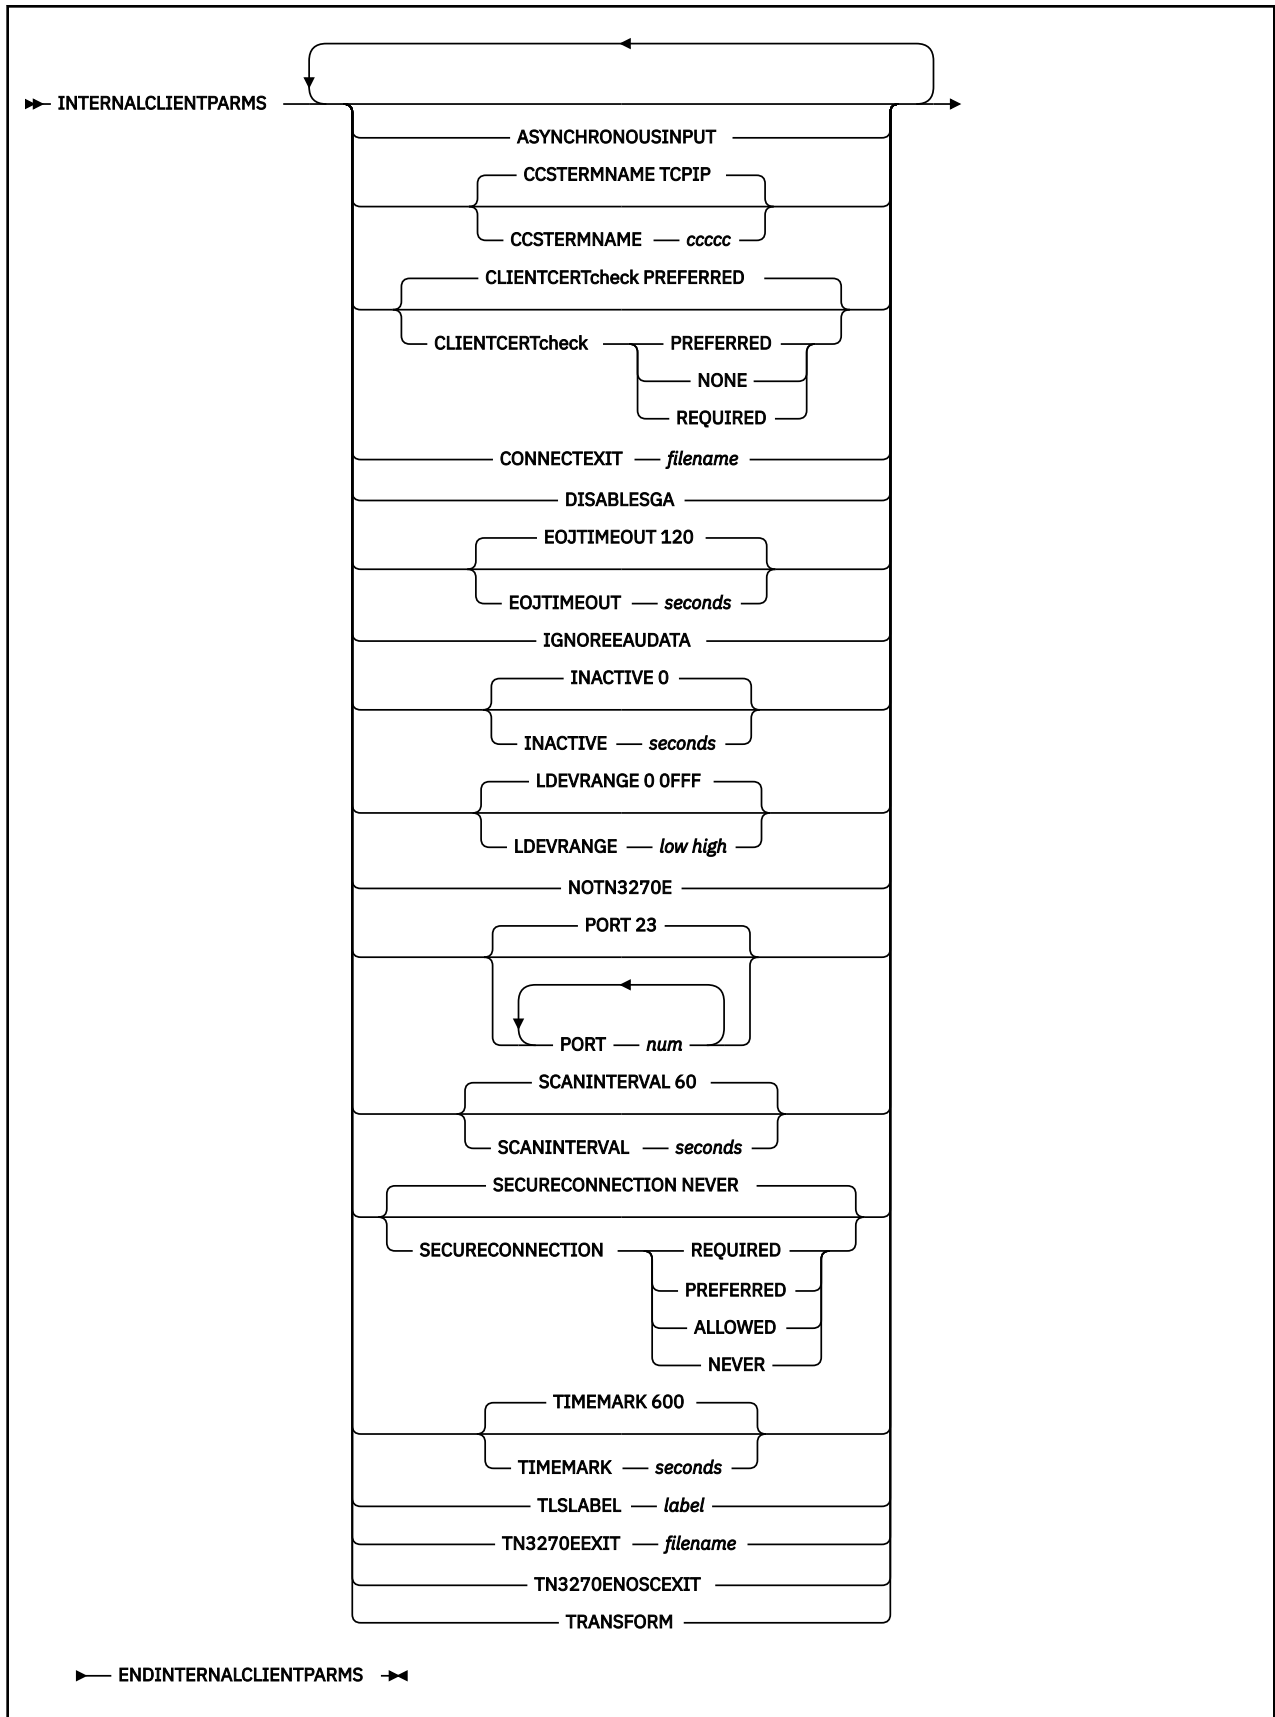 INTERNALCLIENTPARMS
ASYNCHRONOUSINPUT
CCSTERMNAME TCPIP
CCSTERMNAME ccccc
CLIENTCERTcheck PREFERRED
CLIENTCERTcheck PREFERRED
NONE
REQUIRED
CONNECTEXIT filename
DISABLESGA
EOJTIMEOUT 120
EOJTIMEOUT seconds
IGNOREEAUDATA
INACTIVE 0
INACTIVE seconds
LDEVRANGE 0 0FFF
LDEVRANGE low high
NOTN3270E
PORT 23
PORT num
SCANINTERVAL 60
SCANINTERVAL seconds
SECURECONNECTION NEVER
SECURECONNECTION REQUIRED
PREFERRED
ALLOWED
NEVER
TIMEMARK 600
TIMEMARK seconds
TLSLABEL label
TN3270EEXIT filename
TN3270ENOSCEXIT
TRANSFORM
ENDINTERNALCLIENTPARMS